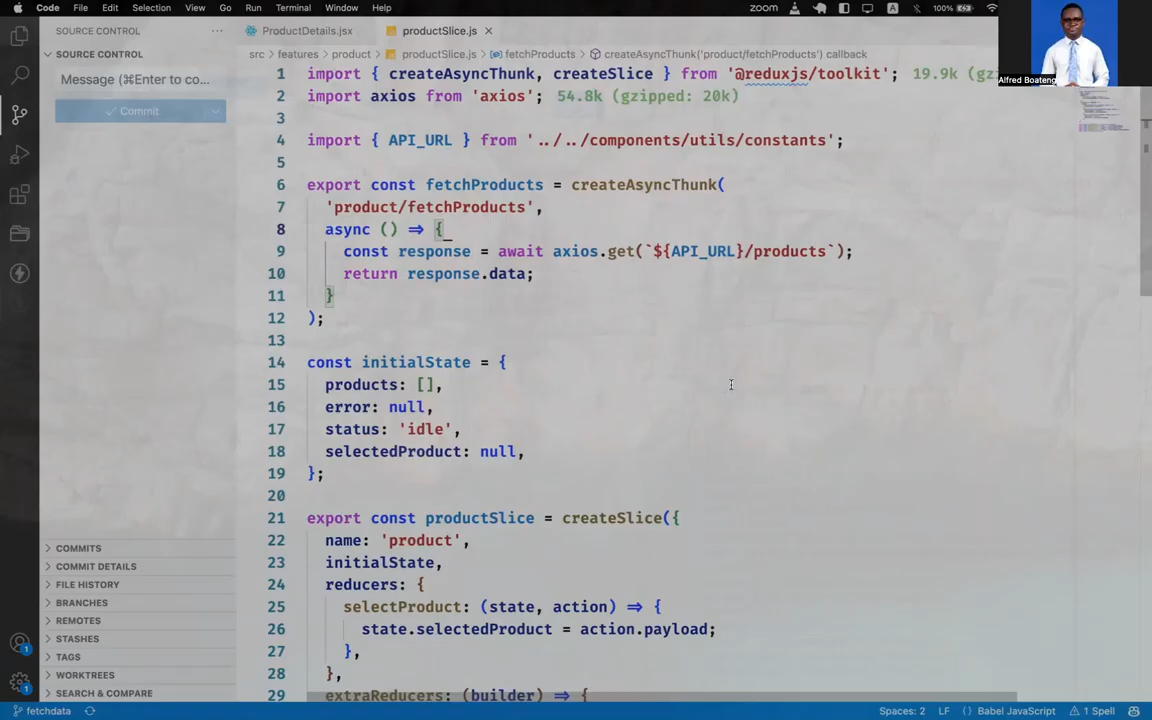 Code File Edit Selection View Go Run Terminal Window Help zoom A 100%
SOURCE CONTROL ...
ProductDetails.jsx
productSlice.js
SOURCE CONTROL
src > features > product > productSlice.js > fetchProducts > createAsyncThunk('product/fetchProducts') callback
Message (⌘Enter to co...
Commit
Alfred Boateng
1 import { createAsyncThunk, createSlice } from '@reduxjs/toolkit'; 19.9k
2 import axios from 'axios'; 54.8k (gzipped: 20k)
3
4 import { API_URL } from '../../components/utils/constants';
5
6 export const fetchProducts = createAsyncThunk(
7 'product/fetchProducts',
8 async () => {
9 const response = await axios.get(`${API_URL}/products`);
10 return response.data;
11 }
12 );
13
14 const initialState = {
15 products: [],
16 error: null,
17 status: 'idle',
18 selectedProduct: null,
19 };
20
21 export const productSlice = createSlice({
22 name: 'product',
23 initialState,
24 reducers: {
25 selectProduct: (state, action) => {
26 state.selectedProduct = action.payload;
27 },
28 },
29 extraReducers: (builder) => {
COMMITS
COMMIT DETAILS
FILE HISTORY
BRANCHES
REMOTES
STASHES
TAGS
WORKTREES
SEARCH & COMPARE
1
1
fetchdata
Spaces: 2 LF {} Babel JavaScript 1 Spell